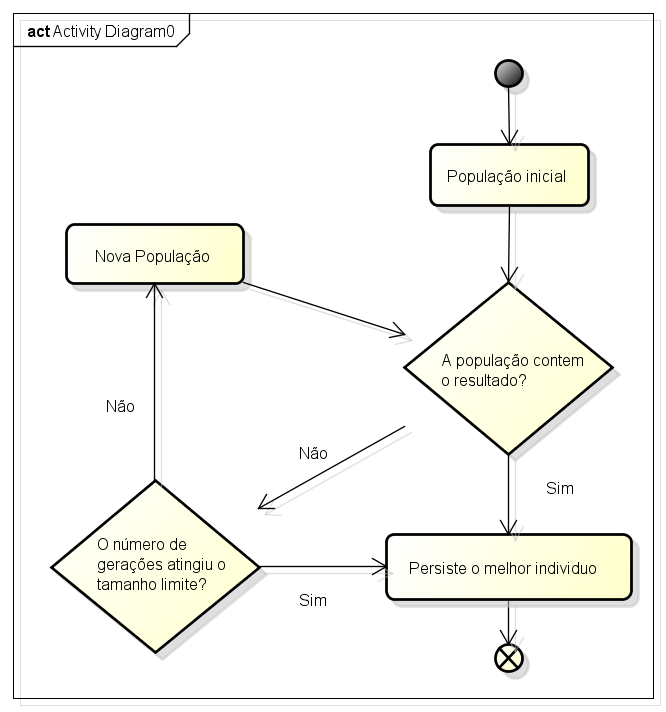 act Activity Diagram0
População inicial
Nova População
A população contem
o resultado?
Não
Não
Sim
O número de
gerações atingiu o
tamanho limite?
Persiste o melhor individuo
Sim